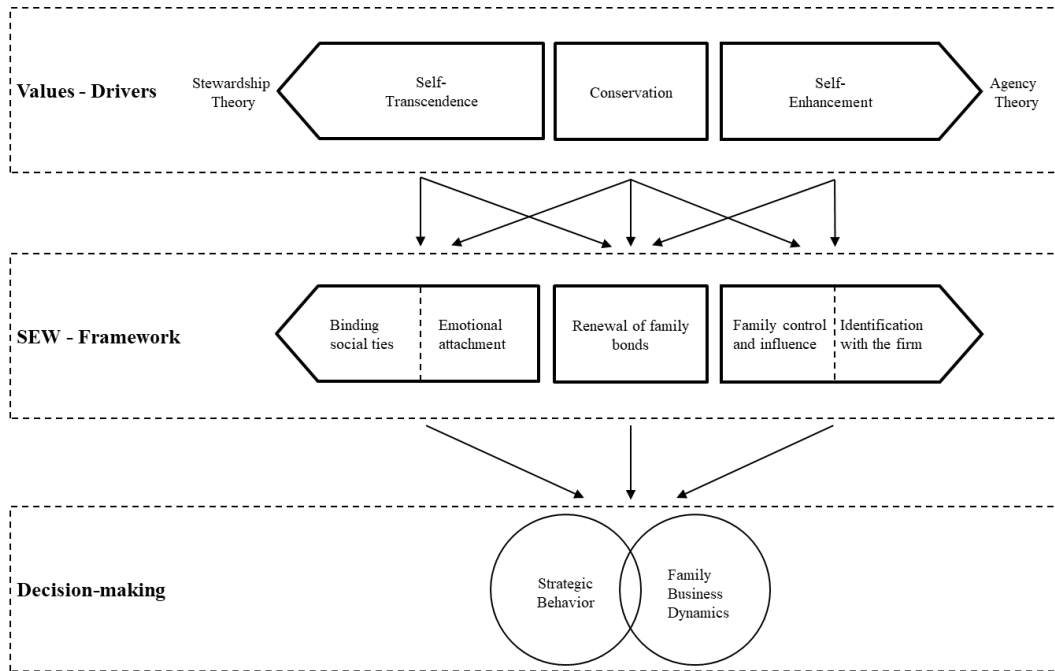 Values - Drivers
Stewardship
Theory
Self-
Transcendence
Conservation
Self-
Enhancement
Agency
Theory
SEW - Framework
Binding
social ties
Emotional
attachment
Renewal of family
bonds
Family control
and influence
Identification
with the firm
Decision-making
Strategic
Behavior
Family
Business
Dynamics